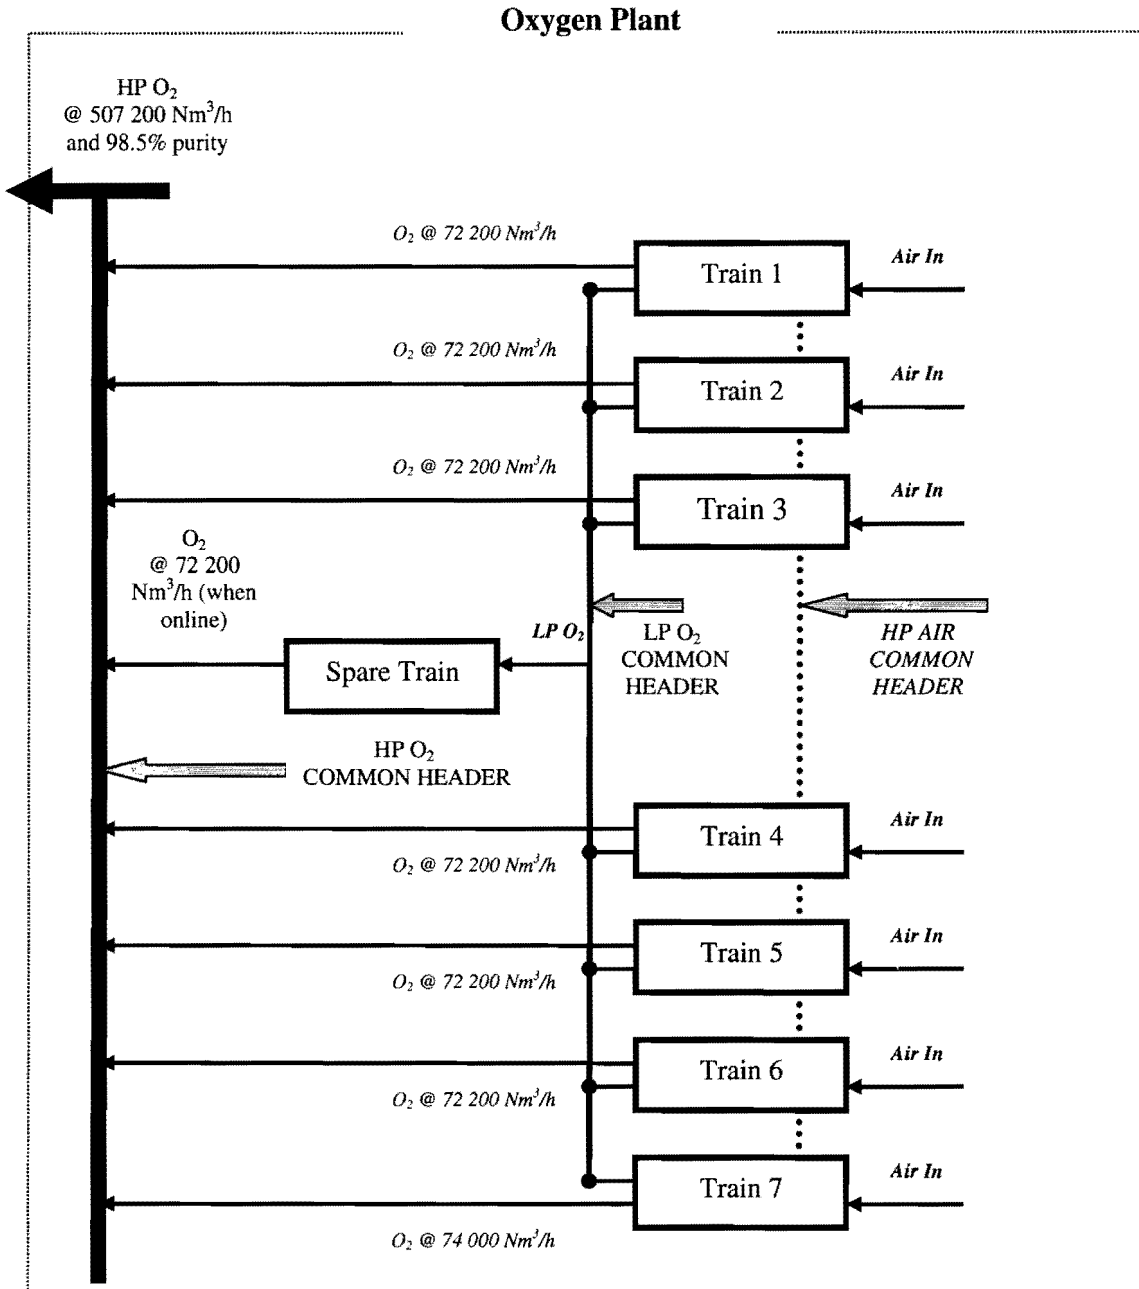 Oxygen Plant
HP O₂
@ 507 200 Nm³/h
and 98.5% purity
O₂ @ 72 200 Nm³/h
Train 1
Air In
O₂ @ 72 200 Nm³/h
Train 2
Air In
O₂ @ 72 200 Nm³/h
Train 3
Air In
O₂
@ 72 200
Nm³/h (when
online)
LP O₂
LP O₂
COMMON
HEADER
HP AIR
COMMON
HEADER
Spare Train
HP O₂
COMMON HEADER
Train 4
Air In
O₂ @ 72 200 Nm³/h
Train 5
Air In
O₂ @ 72 200 Nm³/h
Train 6
Air In
O₂ @ 72 200 Nm³/h
Train 7
Air In
O₂ @ 74 000 Nm³/h